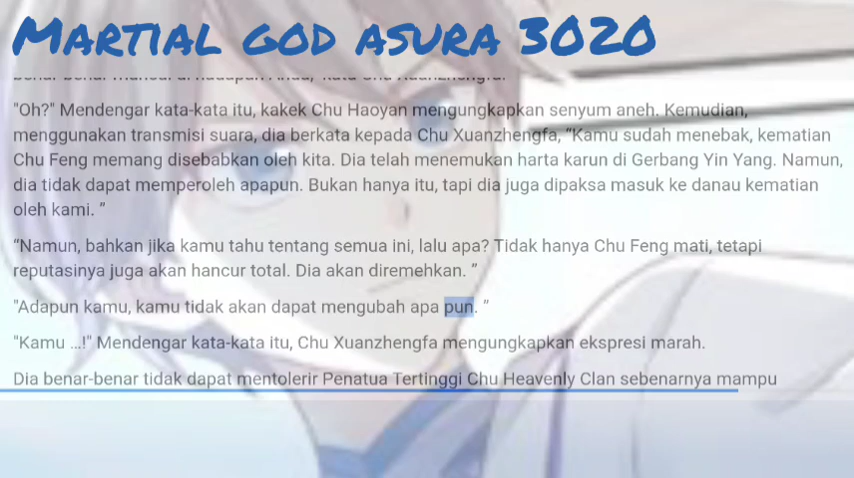 Martial god asura 3020
"Oh?" Mendengar kata-kata itu, kakek Chu Haoyan mengungkapkan senyum aneh. Kemudian,
menggunakan transmisi suara, dia berkata kepada Chu Xuanzhengfa, “Kamu sudah menebak, kematian
Chu Feng memang disebabkan oleh kita. Dia telah menemukan harta karun di Gerbang Yin Yang. Namun,
dia tidak dapat memperoleh apapun. Bukan hanya itu, tapi dia juga dipaksa masuk ke danau kematian
oleh kami. ”
“Namun, bahkan jika kamu tahu tentang semua ini, lalu apa? Tidak hanya Chu Feng mati, tetapi
reputasinya juga akan hancur total. Dia akan diremehkan. ”
"Adapun kamu, kamu tidak akan dapat mengubah apa pun. ”
"Kamu ...!" Mendengar kata-kata itu, Chu Xuanzhengfa mengungkapkan ekspresi marah.
Dia benar-benar tidak dapat mentolerir Penatua Tertinggi Chu Heavenly Clan sebenarnya mampu